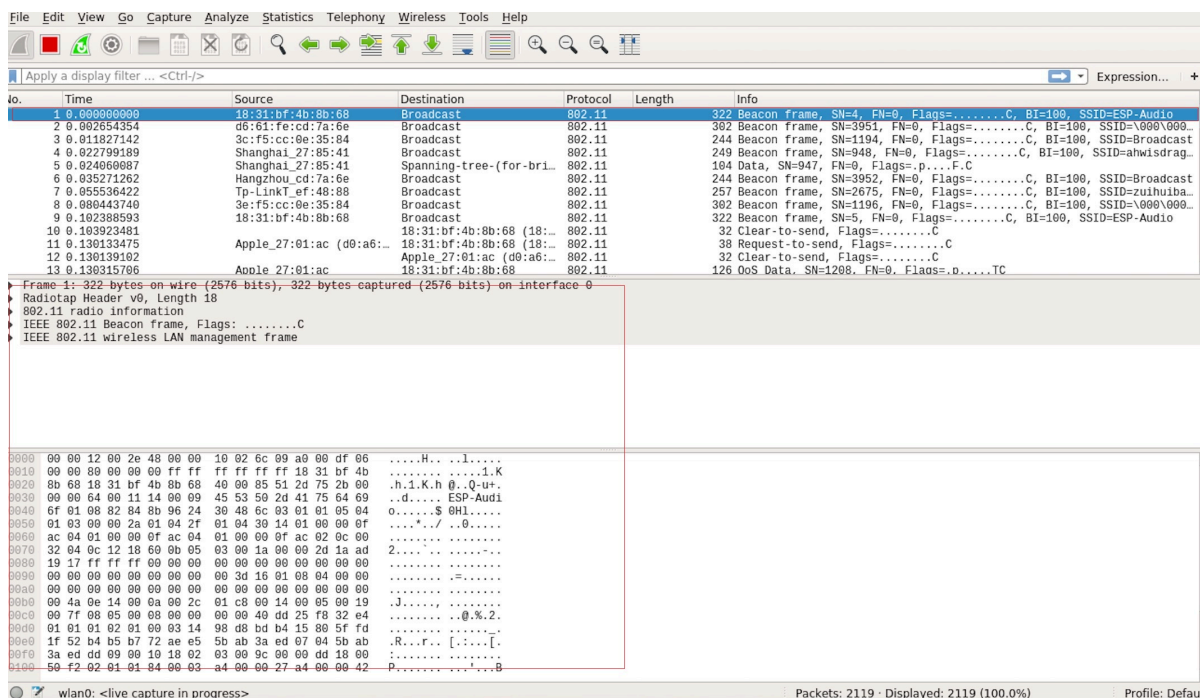 File Edit View Go Capture Analyze Statistics Telephony Wireless Tools Help
Apply a display filter ... <Ctrl-/> Expression... +
No. Time Source Destination Protocol Length Info
1 0.000000000 18:31:bf:4b:8b:68 Broadcast 802.11 322 Beacon frame, SN=4, FN=0, Flags=........C, BI=100, SSID=ESP-Audio
2 0.002654354 d6:61:fe:cd:7a:6e Broadcast 802.11 302 Beacon frame, SN=3951, FN=0, Flags=........C, BI=100, SSID=\000\000…
3 0.011827142 3c:f5:cc:0e:35:84 Broadcast 802.11 244 Beacon frame, SN=1194, FN=0, Flags=........C, BI=100, SSID=Broadcast
4 0.022799189 Shanghai_27:85:41 Broadcast 802.11 249 Beacon frame, SN=948, FN=0, Flags=........C, BI=100, SSID=ahwisdrag…
5 0.024060087 Shanghai_27:85:41 Spanning-tree-(for-bri… 802.11 104 Data, SN=947, FN=0, Flags=.p....F.C
6 0.035271262 Hangzhou_cd:7a:6e Broadcast 802.11 244 Beacon frame, SN=3952, FN=0, Flags=........C, BI=100, SSID=Broadcast
7 0.055536422 Tp-LinkT_ef:48:88 Broadcast 802.11 257 Beacon frame, SN=2675, FN=0, Flags=........C, BI=100, SSID=zuihuiba…
8 0.080443740 3e:f5:cc:0e:35:84 Broadcast 802.11 302 Beacon frame, SN=1196, FN=0, Flags=........C, BI=100, SSID=\000\000…
9 0.102388593 18:31:bf:4b:8b:68 Broadcast 802.11 322 Beacon frame, SN=5, FN=0, Flags=........C, BI=100, SSID=ESP-Audio
10 0.103923481 18:31:bf:4b:8b:68 (18:… 802.11 32 Clear-to-send, Flags=........C
11 0.130133475 Apple_27:01:ac (d0:a6:… 18:31:bf:4b:8b:68 (18:… 802.11 38 Request-to-send, Flags=........C
12 0.130139102 Apple_27:01:ac (d0:a6:… 802.11 32 Clear-to-send, Flags=........C
13 0.130315706 Apple_27:01:ac 18:31:bf:4b:8b:68 802.11 126 QoS Data, SN=1208, FN=0, Flags=.p.....TC
Frame 1: 322 bytes on wire (2576 bits), 322 bytes captured (2576 bits) on interface 0
Radiotap Header v0, Length 18
802.11 radio information
IEEE 802.11 Beacon frame, Flags: ........C
IEEE 802.11 wireless LAN management frame
0000 00 00 12 00 2e 48 00 00 10 02 6c 09 a0 00 df 06 .....H.. ..l.....
0010 00 00 80 00 00 00 ff ff ff ff ff ff 18 31 bf 4b ........ .....1.K
0020 8b 68 18 31 bf 4b 8b 68 40 00 85 51 2d 75 2b 00 .h.1.K.h @..Q-u+.
0030 00 00 64 00 11 14 00 09 45 53 50 2d 41 75 64 69 ..d..... ESP-Audi
0040 6f 01 08 82 84 8b 96 24 30 48 6c 03 01 01 05 04 o......$ 0Hl.....
0050 01 03 00 00 2a 01 04 2f 01 04 30 14 01 00 00 0f ....*../ ..0.....
0060 ac 04 01 00 00 0f ac 04 01 00 00 0f ac 02 0c 00 ........ ........
0070 32 04 0c 12 18 60 0b 05 03 00 1a 00 00 2d 1a ad 2....`.. .....-..
0080 19 17 ff ff ff 00 00 00 00 00 00 00 00 00 00 00 ........ ........
0090 00 00 00 00 00 00 00 00 00 3d 16 01 08 04 00 00 ........ .=......
00a0 00 00 00 00 00 00 00 00 00 00 00 00 00 00 00 00 ........ ........
00b0 00 4a 0e 14 00 0a 00 2c 01 c8 00 14 00 05 00 19 .J....., ........
00c0 00 7f 08 05 00 08 00 00 00 00 40 dd 25 f8 32 e4 ........ ..@.%.2.
00d0 01 01 01 02 01 00 03 14 98 d8 bd b4 15 80 5f fd ........ ......_.
00e0 1f 52 b4 b5 b7 72 ae e5 5b ab 3a ed 07 04 5b ab .R...r.. [.:...[.
00f0 3a ed dd 09 00 10 18 02 03 00 9c 00 00 dd 18 00 :....... ........
0100 50 f2 02 01 01 84 00 03 a4 00 00 27 a4 00 00 42 P....... ...'...B
wlan0: <live capture in progress> Packets: 2119 · Displayed: 2119 (100.0%) Profile: Defau